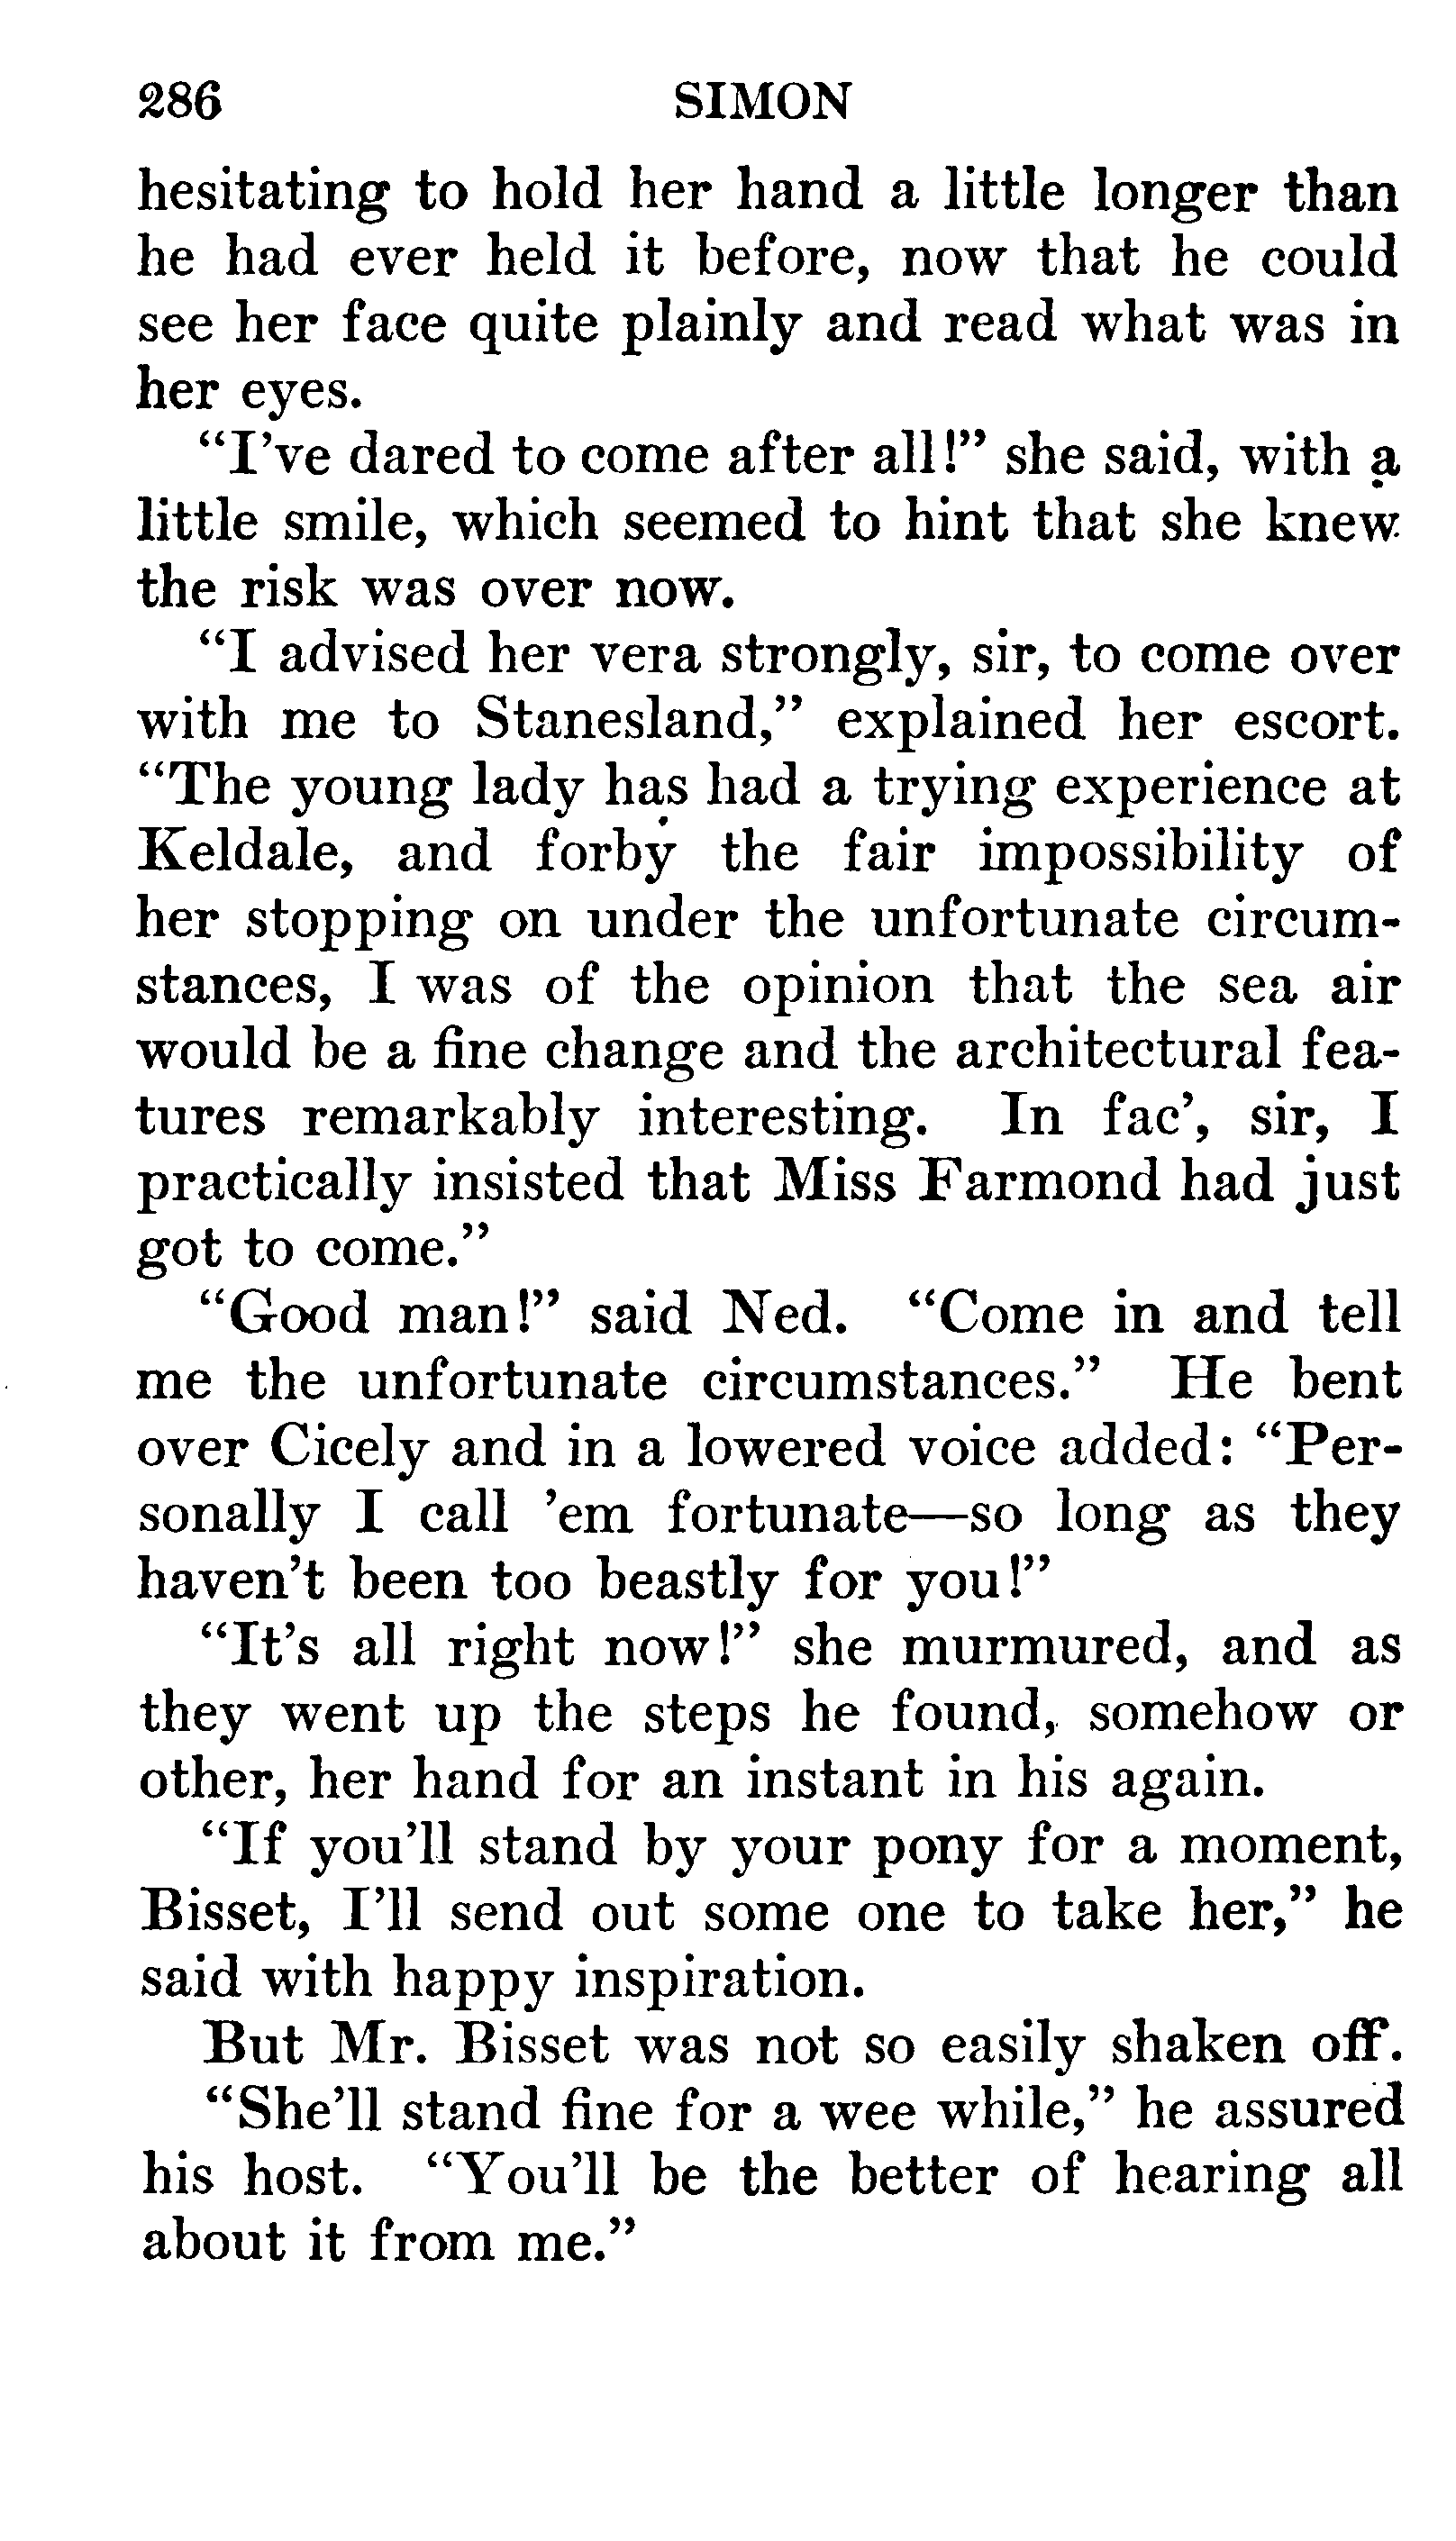 286 SIMON
hesitating to hold her hand a little longer than
he had ever held it before, now that he could
see her face quite plainly and read what was in
her eyes.
“I’ve dared to come after all!” she said, with a
little smile, which seemed to hint that she knew
the risk was over now.
“I advised her vera strongly, sir, to come over
with me to Stanesland,” explained her escort.
“The young lady has had a trying experience at
Keldale, and forby the fair impossibility of
her stopping on under the unfortunate circum-
stances, I was of the opinion that the sea air
would be a fine change and the architectural fea-
tures remarkably interesting. In fac’, sir, I
practically insisted that Miss Farmond had just
got to come.”
“Good man!” said Ned. “Come in and tell
me the unfortunate circumstances.” He bent
over Cicely and in a lowered voice added: “Per-
sonally I call ’em fortunate—so long as they
haven’t been too beastly for you!”
“It’s all right now!” she murmured, and as
they went up the steps he found, somehow or
other, her hand for an instant in his again.
“If you’ll stand by your pony for a moment,
Bisset, I’ll send out some one to take her,” he
said with happy inspiration.
But Mr. Bisset was not so easily shaken off.
“She’ll stand fine for a wee while,” he assured
his host. “You’ll be the better of hearing all
about it from me.”